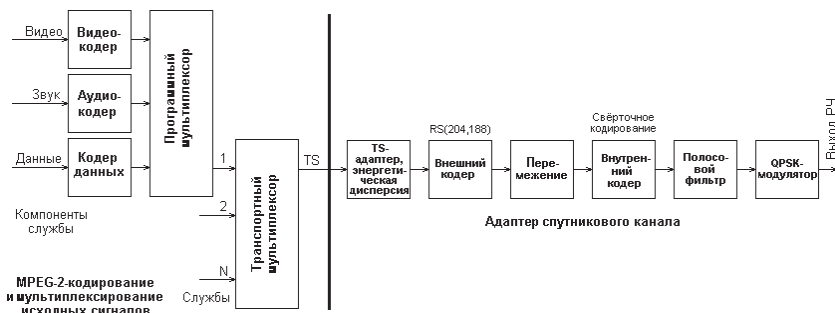 Видео
Видео-
кодер
Звук
Аудио-
кодер
Данные
Кодер
данных
Программный
мультиплексор
Компоненты
службы
1
2
N
Службы
Транспортный
мультиплексор
MPEG-2-кодирование
и мультиплексирование
исходных сигналов
TS
TS-
адаптер,
энергети-
ческая
дисперсия
RS(204,188)
Внешний
кодер
Пере-
межение
Свёрточное
кодирование
Внутрен-
ний
кодер
Полосо-
вой
фильтр
QPSK-
модулятор
Выход РЧ
Адаптер спутникового канала